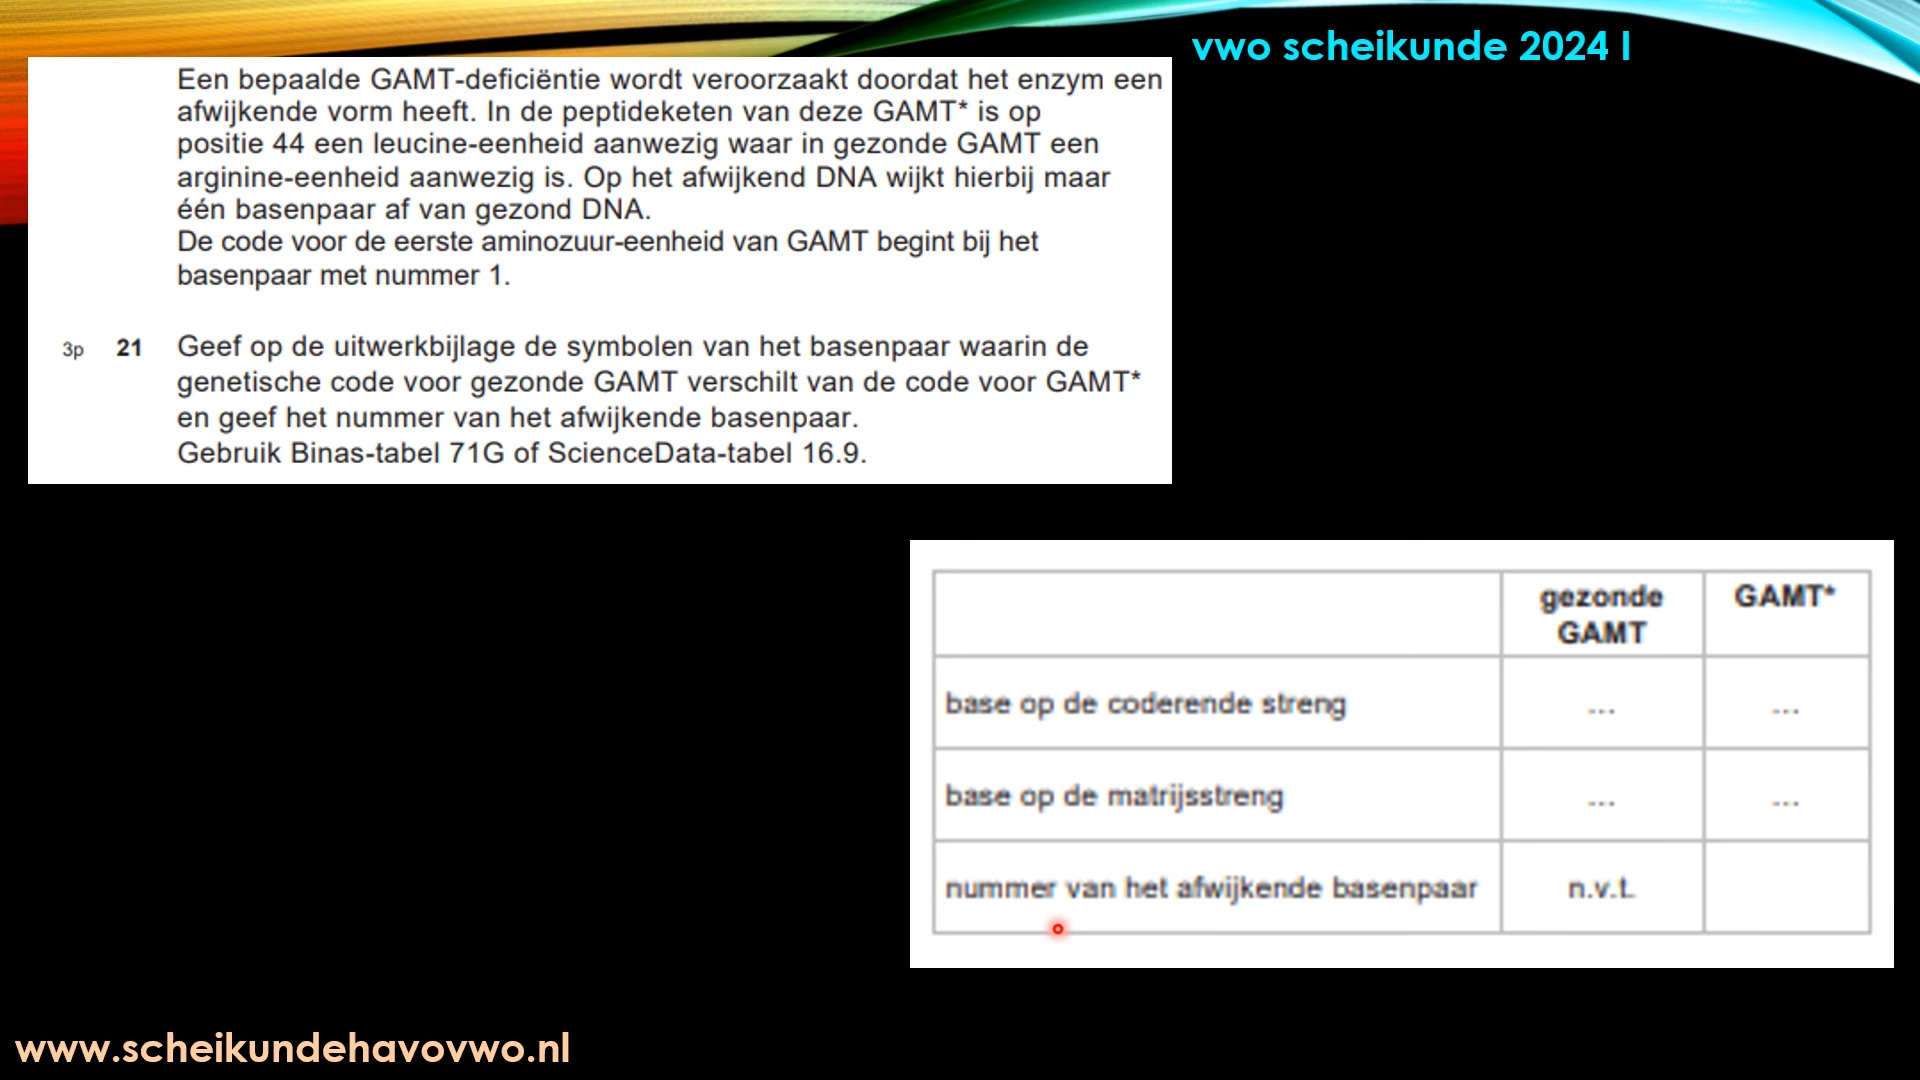 vwo scheikunde 2024 I
Een bepaalde GAMT-deficiëntie wordt veroorzaakt doordat het enzym een
afwijkende vorm heeft. In de peptideketen van deze GAMT* is op
positie 44 een leucine-eenheid aanwezig waar in gezonde GAMT een
arginine-eenheid aanwezig is. Op het afwijkend DNA wijkt hierbij maar
één basenpaar af van gezond DNA.
De code voor de eerste aminozuur-eenheid van GAMT begint bij het
basenpaar met nummer 1.
3p 21 Geef op de uitwerkbijlage de symbolen van het basenpaar waarin de
genetische code voor gezonde GAMT verschilt van de code voor GAMT*
en geef het nummer van het afwijkende basenpaar.
Gebruik Binas-tabel 71G of ScienceData-tabel 16.9.
gezonde GAMT*
GAMT
base op de coderende streng ... ...
base op de matrijsstreng ... ...
nummer van het afwijkende basenpaar n.v.t.
www.scheikundehavovwo.nl